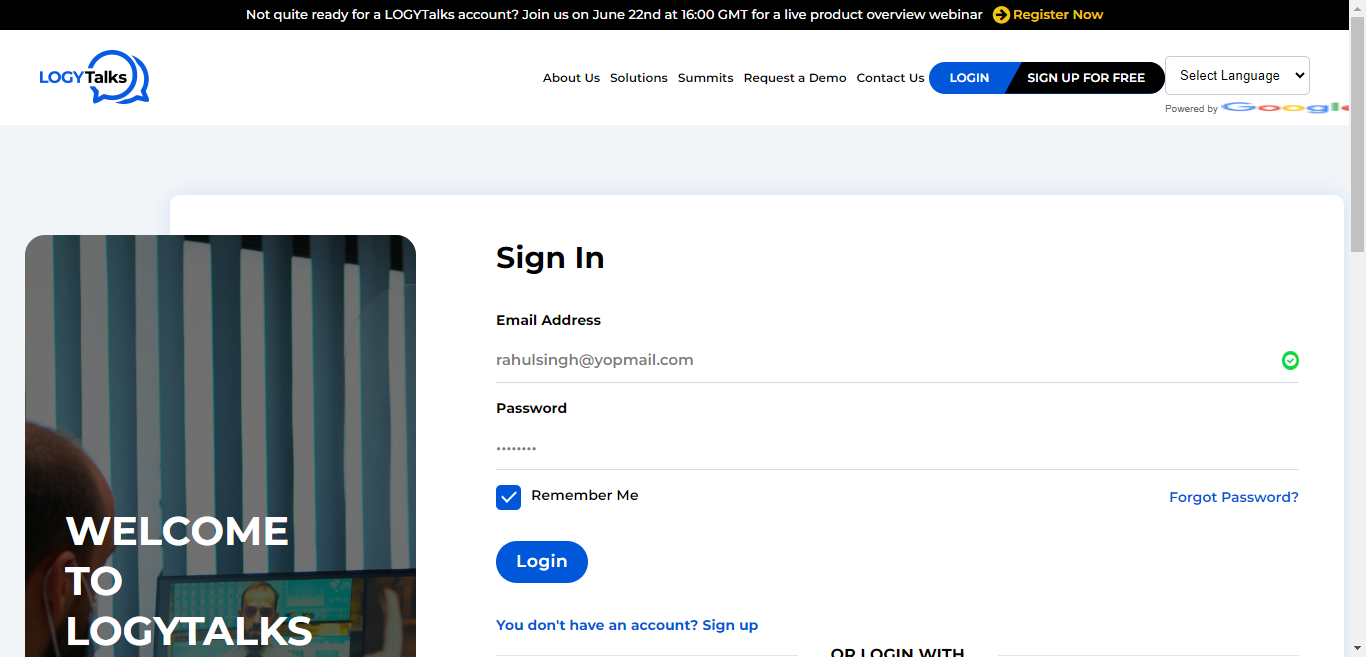 Not quite ready for a LOGYTalks account? Join us on June 22nd at 16:00 GMT for a live product overview webinar Register Now
LOGYTalks
About Us Solutions Summits Request a Demo Contact Us LOGIN SIGN UP FOR FREE Select Language
Powered by Google
Sign In
Email Address
rahulsingh@yopmail.com
Password
••••••••
Remember Me
Forgot Password?
Login
You don't have an account? Sign up
OR LOGIN WITH
WELCOME
TO
LOGYTALKS